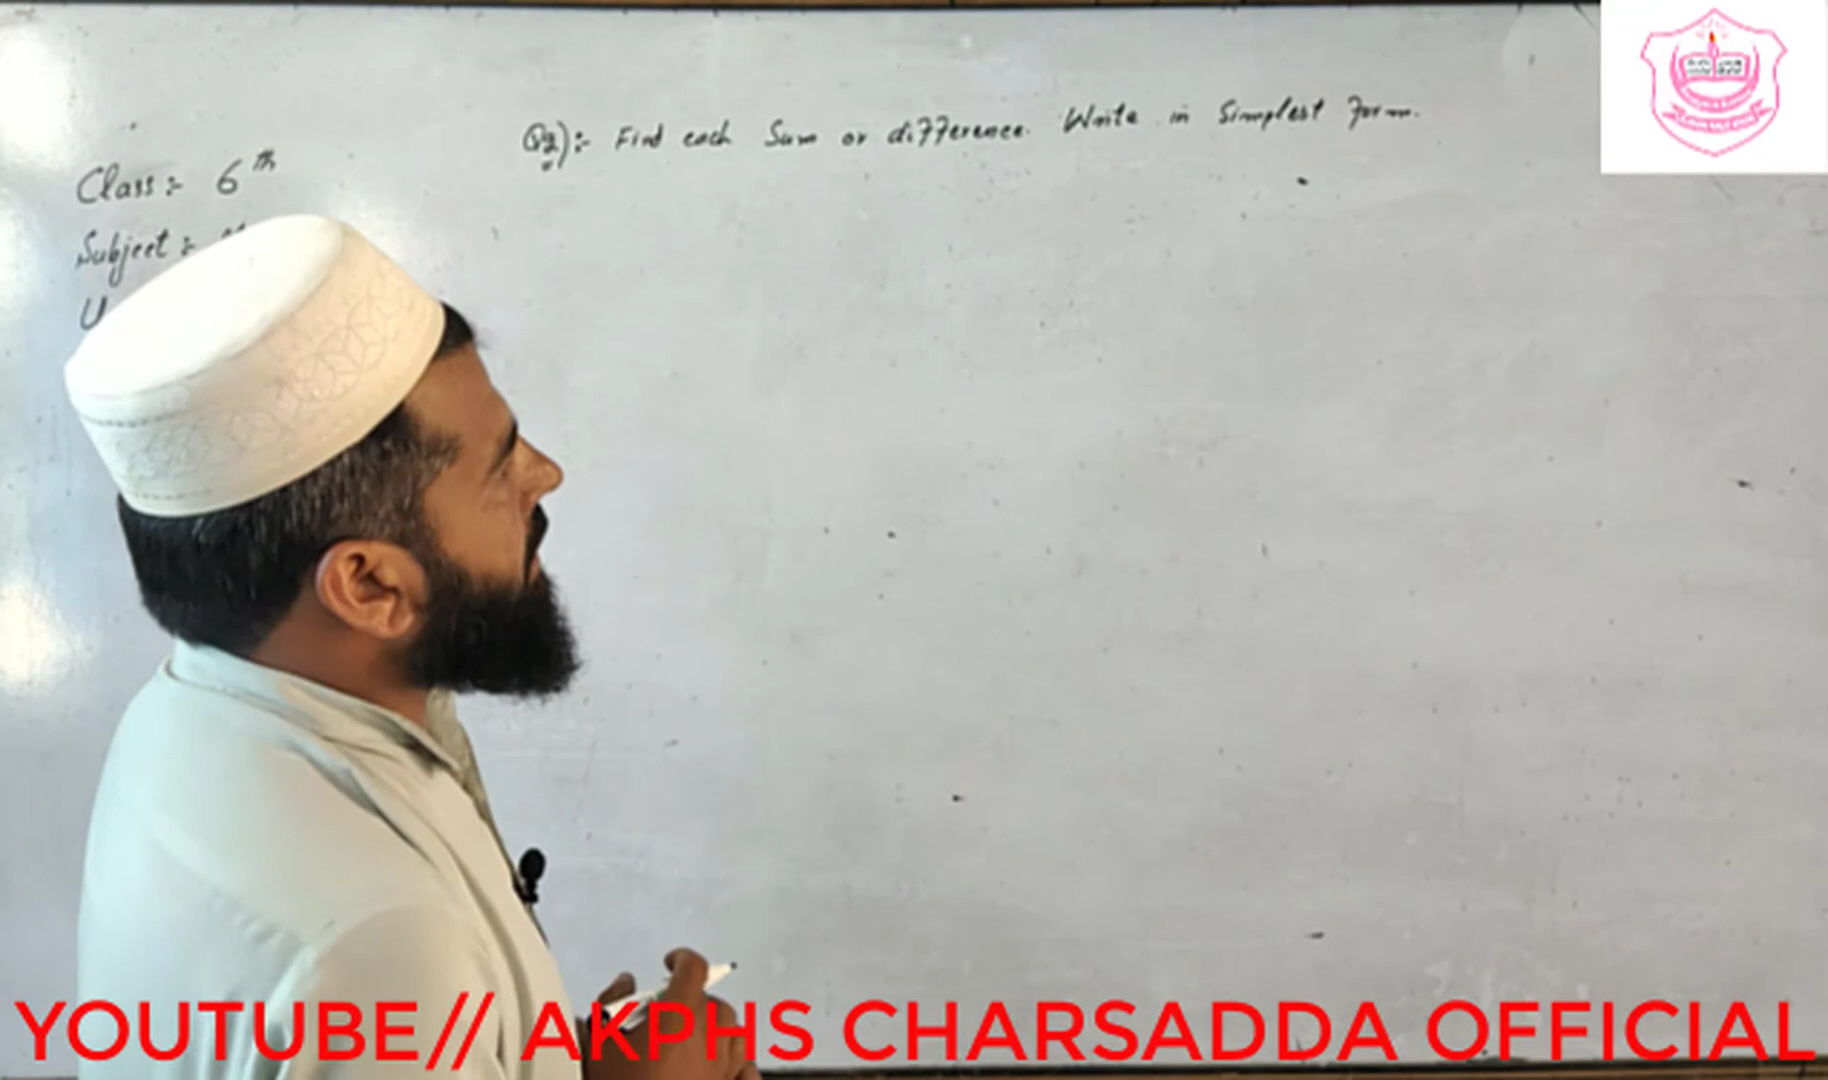 Class:- 6th
Subject:-
Q2):- Find each Sum or difference. Write in Simplest Form.
YOUTUBE// AKPHS CHARSADDA OFFICIAL